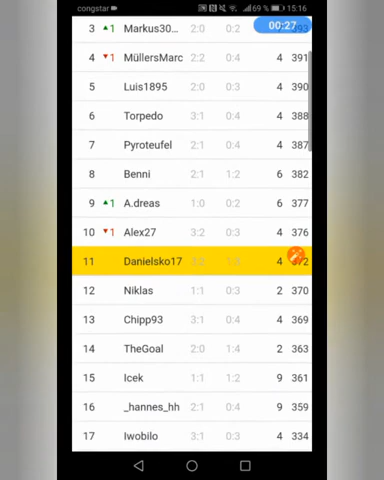 congstar 69 % 15:16
00:27
3 1 Markus30... 2:0 0:2 393
4 1 MüllersMarc 2:2 0:4 4 391
5 Luis1895 2:0 0:3 4 390
6 Torpedo 3:1 0:4 4 388
7 Pyroteufel 2:1 0:4 4 387
8 Benni 2:1 1:2 6 382
9 1 A.dreas 1:0 0:2 6 377
10 1 Alex27 3:2 0:3 4 376
11 Danielsko17 4
12 Niklas 1:1 0:3 2 370
13 Chipp93 3:1 0:4 4 369
14 TheGoal 2:0 1:4 2 363
15 Icek 1:1 1:2 9 361
16 _hannes_hh 2:1 0:4 9 359
17 Iwobilo 3:1 0:3 4 334